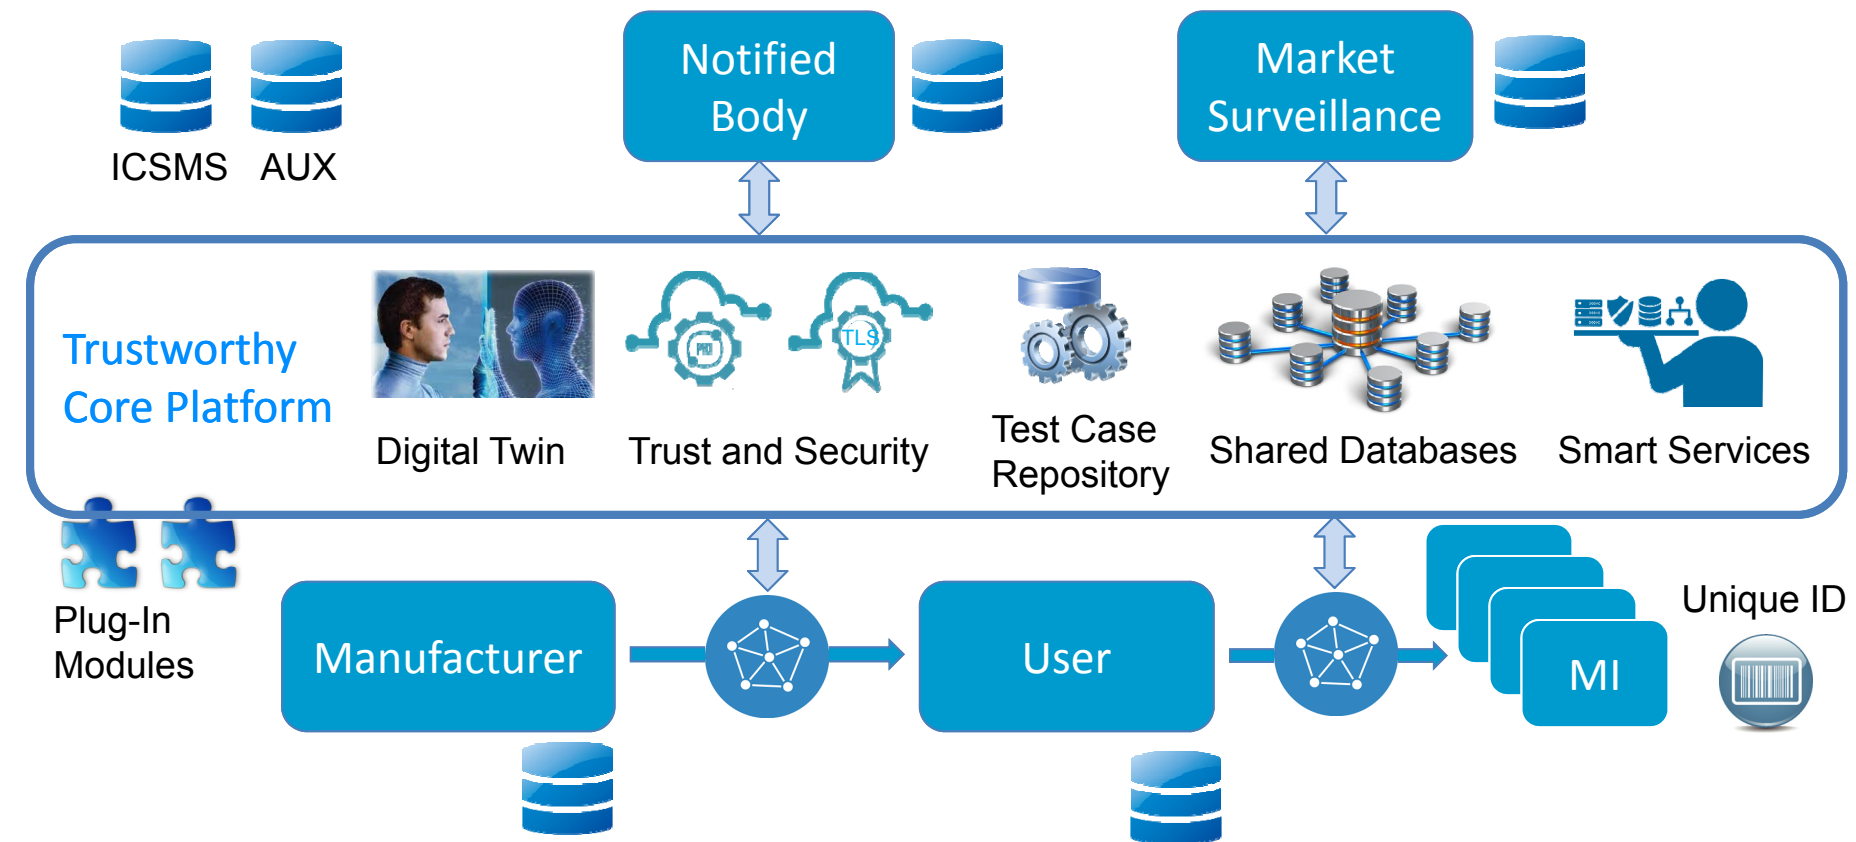 Notified
Body
Market
Surveillance
ICSMS AUX
Trustworthy
Core Platform
TLS
Digital Twin
Trust and Security
Test Case
Repository
Shared Databases
Smart Services
Plug-In
Modules
Manufacturer
User
MI
Unique ID